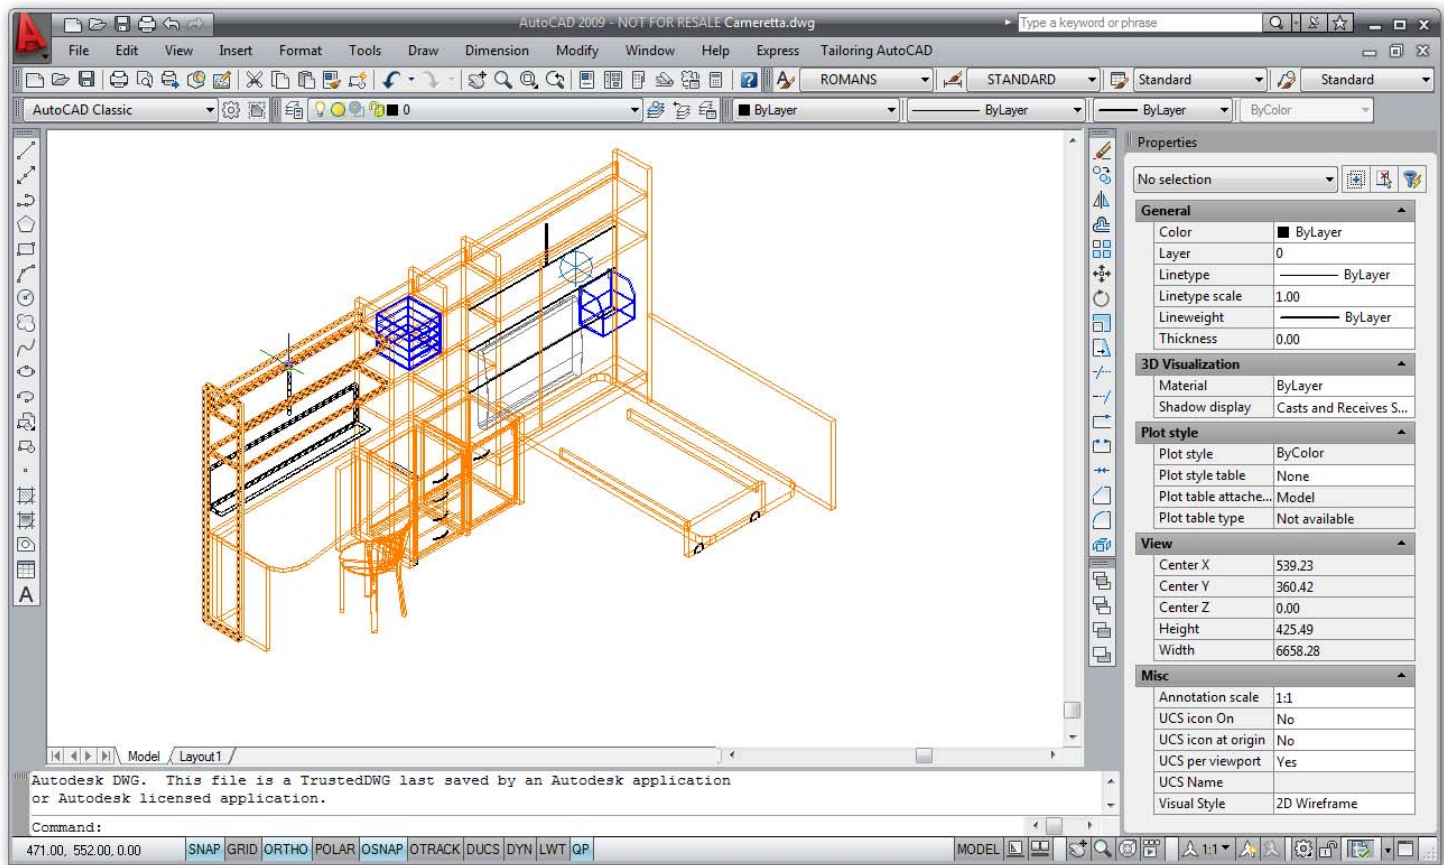 AutoCAD 2009 - NOT FOR RESALE Cameretta.dwg
Type a keyword or phrase
File Edit View Insert Format Tools Draw Dimension Modify Window Help Express Tailoring AutoCAD
ROMANS STANDARD Standard Standard
AutoCAD Classic 0 ByLayer ByLayer ByLayer ByColor
Properties
No selection
General
Color ByLayer
Layer 0
Linetype ByLayer
Linetype scale 1.00
Lineweight ByLayer
Thickness 0.00
3D Visualization
Material ByLayer
Shadow display Casts and Receives S...
Plot style
Plot style ByColor
Plot style table None
Plot table attache... Model
Plot table type Not available
View
Center X 539.23
Center Y 360.42
Center Z 0.00
Height 425.49
Width 6658.28
Misc
Annotation scale 1:1
UCS icon On No
UCS icon at origin No
UCS per viewport Yes
UCS Name
Visual Style 2D Wireframe
A
Model Layout1
Autodesk DWG. This file is a TrustedDWG last saved by an Autodesk application
or Autodesk licensed application.
Command:
471.00, 552.00, 0.00 SNAP GRID ORTHO POLAR OSNAP OTRACK DUCS DYN LWT QP MODEL 1:1